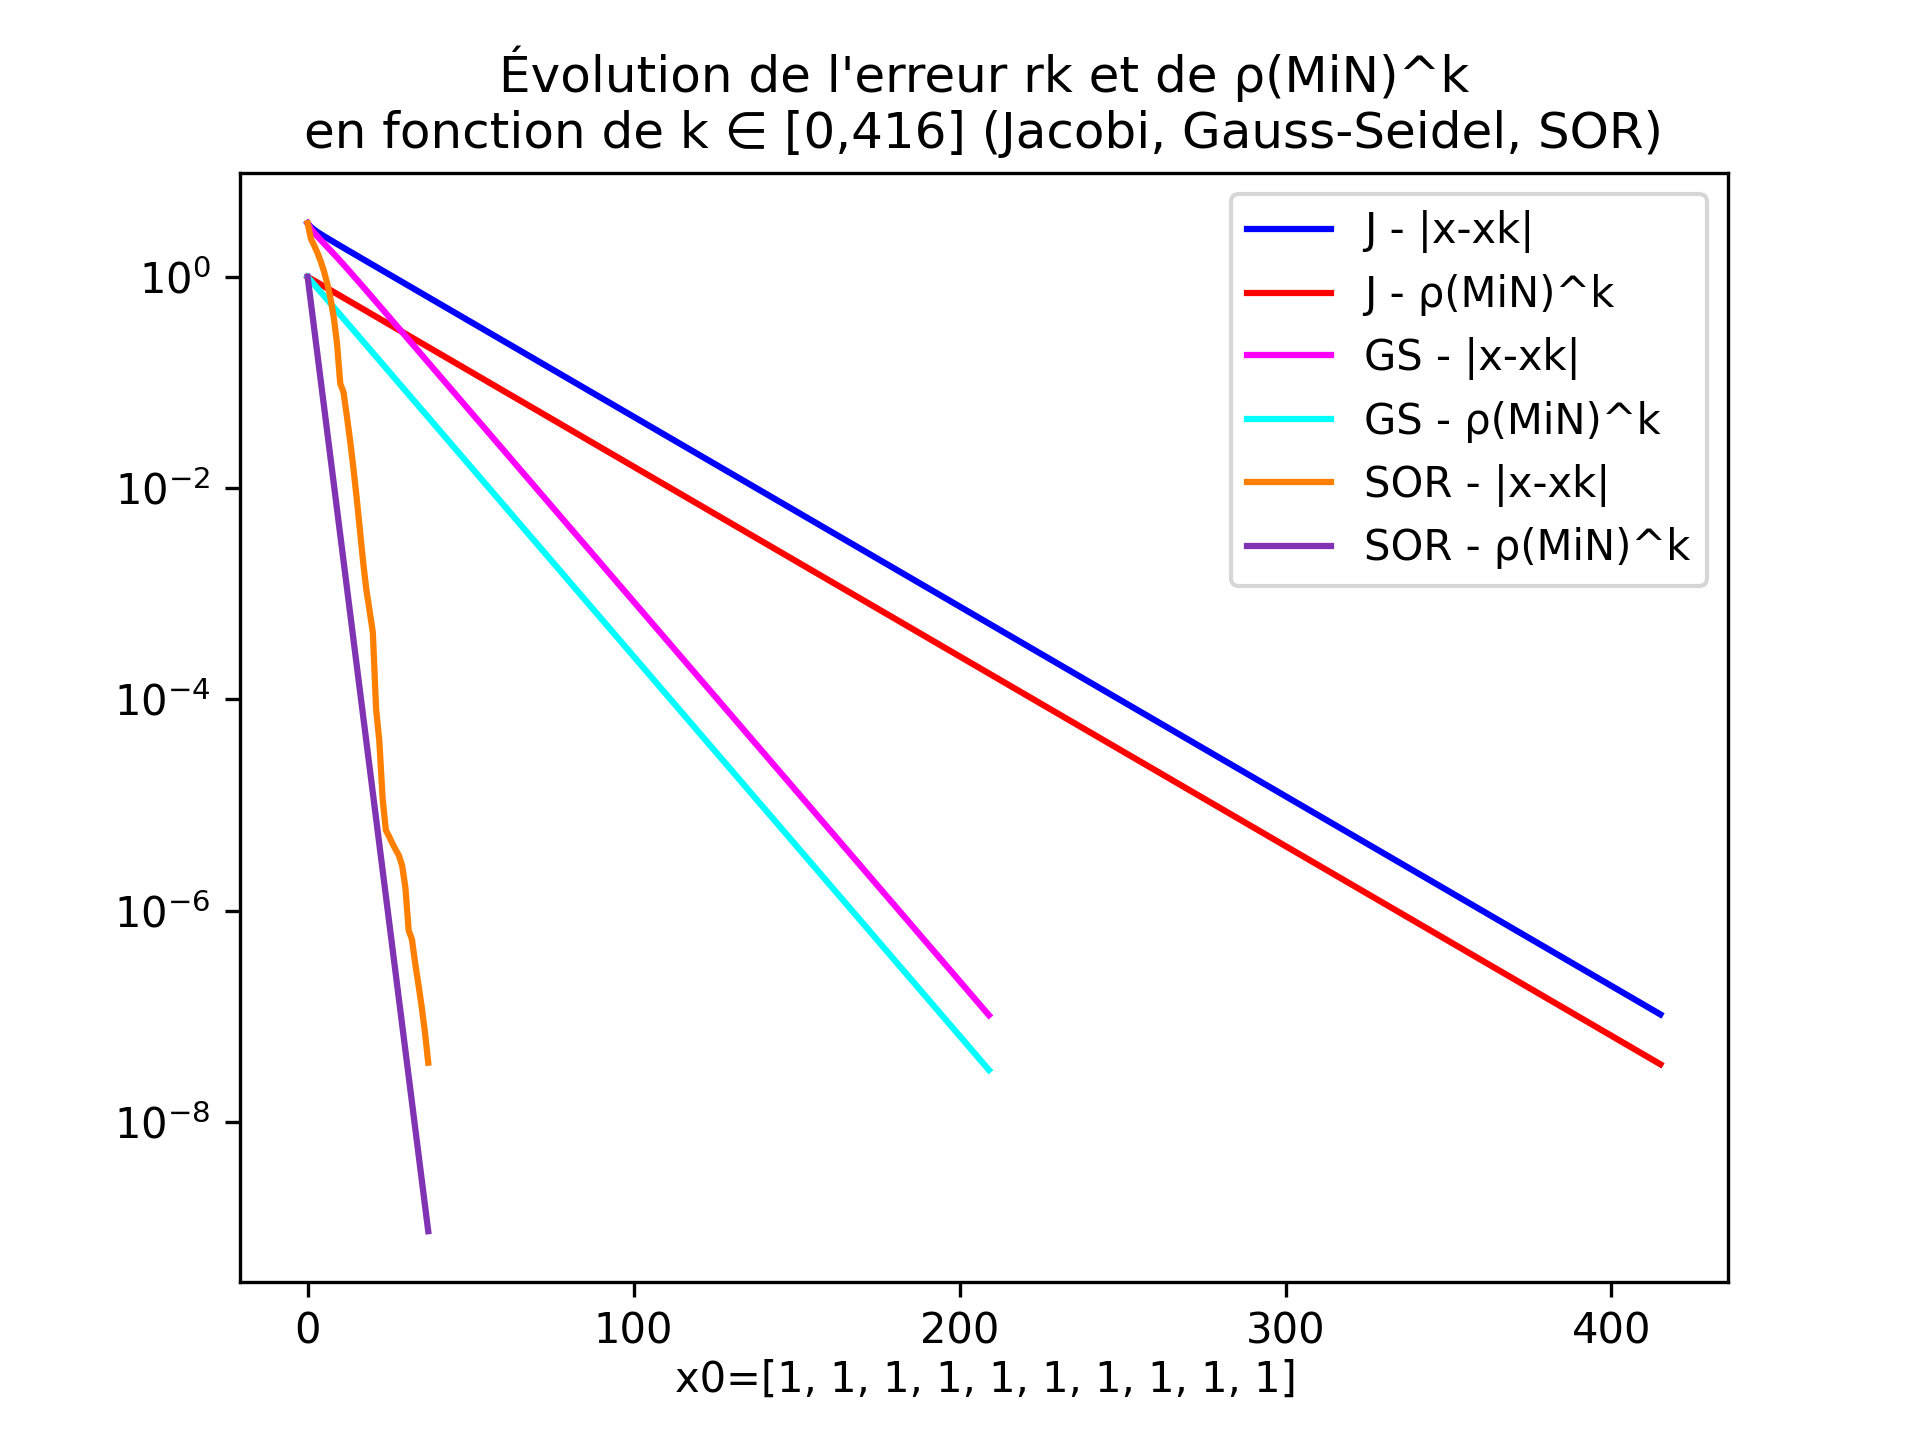 Évolution de l'erreur rk et de ρ(MiN)^k
en fonction de k ∈ [0,416] (Jacobi, Gauss-Seidel, SOR)
J - |x-xk|
J - ρ(MiN)^k
GS - |x-xk|
GS - ρ(MiN)^k
SOR - |x-xk|
SOR - ρ(MiN)^k
10⁰
10⁻²
10⁻⁴
10⁻⁶
10⁻⁸
0 100 200 300 400
x0=[1, 1, 1, 1, 1, 1, 1, 1, 1, 1]